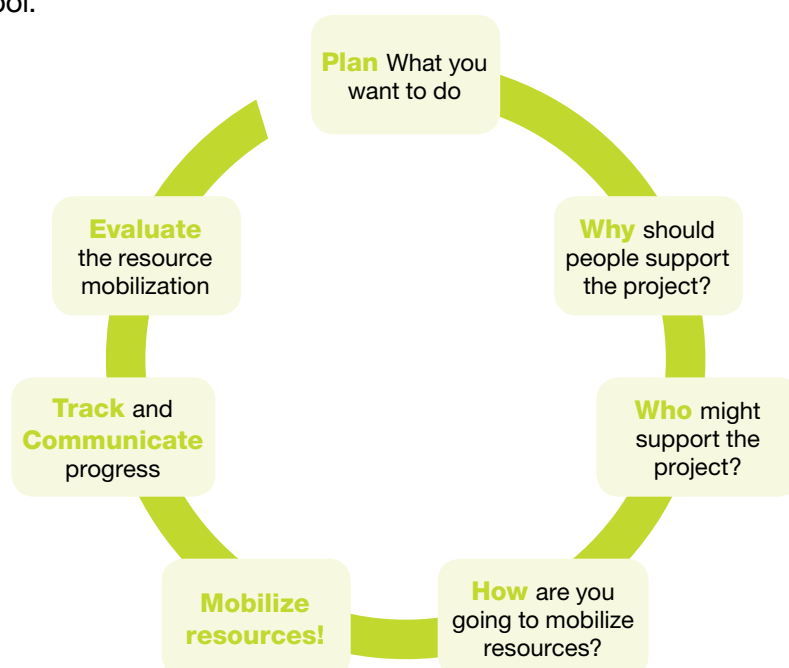 Plan What you
want to do
Why should
people support
the project?
Who might
support the
project?
How are you
going to mobilize
resources?
Mobilize
resources!
Track and
Communicate
progress
Evaluate
the resource
mobilization